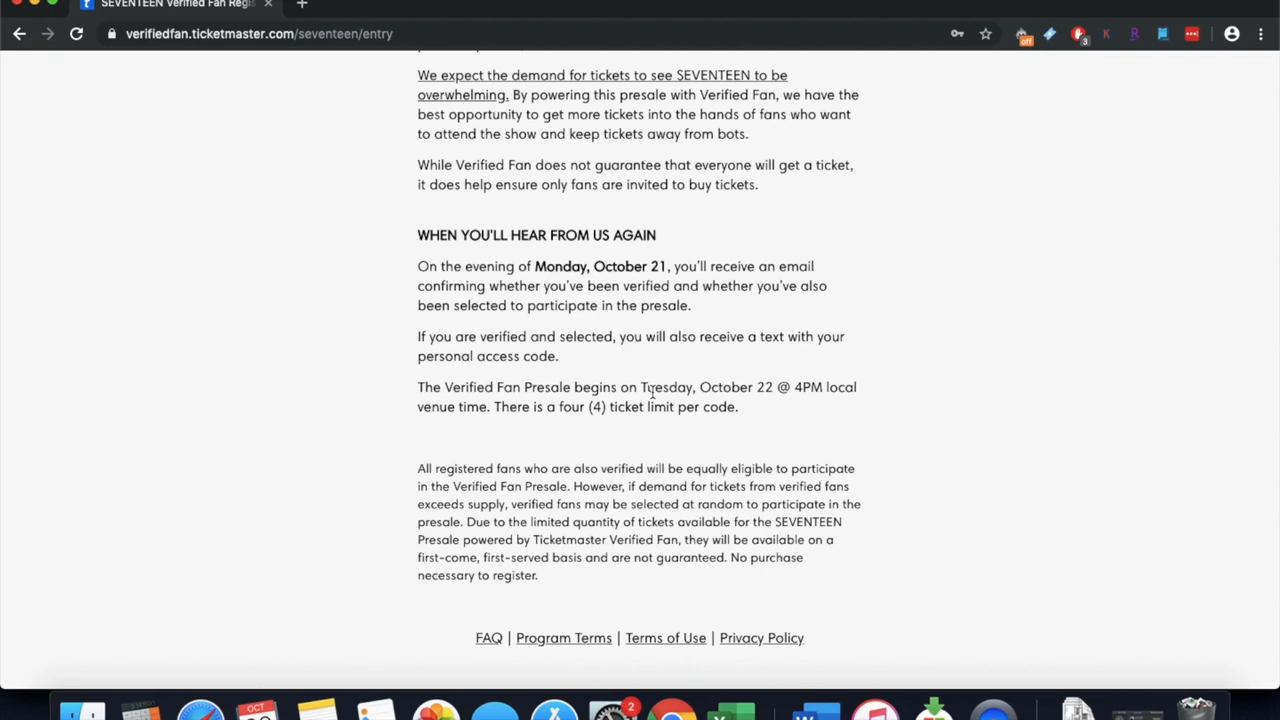 SEVENTEEN Verified Fan Regis
verifiedfan.ticketmaster.com/seventeen/entry
off
3
K
R
We expect the demand for tickets to see SEVENTEEN to be
overwhelming. By powering this presale with Verified Fan, we have the
best opportunity to get more tickets into the hands of fans who want
to attend the show and keep tickets away from bots.
While Verified Fan does not guarantee that everyone will get a ticket,
it does help ensure only fans are invited to buy tickets.
WHEN YOU'LL HEAR FROM US AGAIN
On the evening of Monday, October 21, you'll receive an email
confirming whether you've been verified and whether you've also
been selected to participate in the presale.
If you are verified and selected, you will also receive a text with your
personal access code.
The Verified Fan Presale begins on Tuesday, October 22 @ 4PM local
venue time. There is a four (4) ticket limit per code.
All registered fans who are also verified will be equally eligible to participate
in the Verified Fan Presale. However, if demand for tickets from verified fans
exceeds supply, verified fans may be selected at random to participate in the
presale. Due to the limited quantity of tickets available for the SEVENTEEN
Presale powered by Ticketmaster Verified Fan, they will be available on a
first-come, first-served basis and are not guaranteed. No purchase
necessary to register.
FAQ | Program Terms | Terms of Use | Privacy Policy
OCT
2